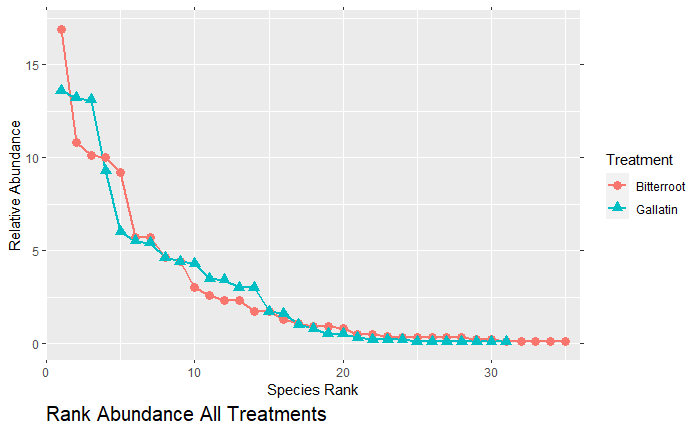 15
10
5
0
0
10
20
30
Relative Abundance
Species Rank
Rank Abundance All Treatments
Treatment
Bitterroot
Gallatin